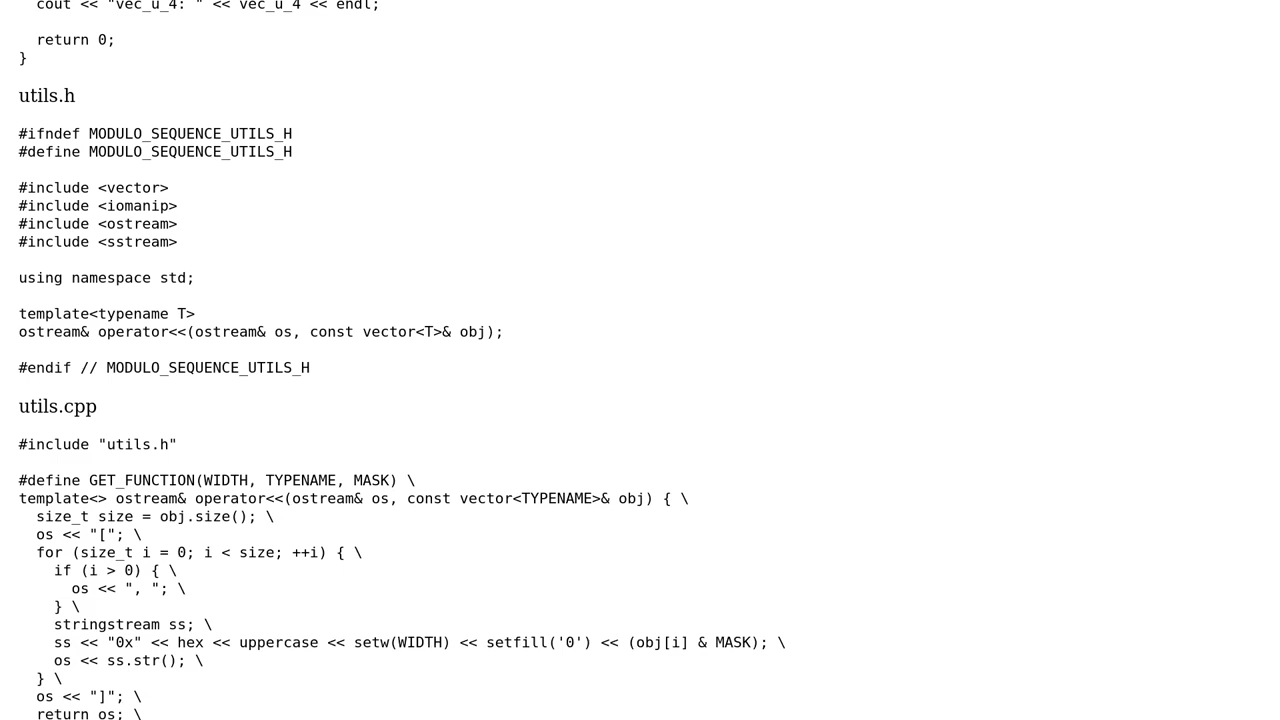 cout << "vec_u_4: " << vec_u_4 << endl;

  return 0;
}

utils.h

#ifndef MODULO_SEQUENCE_UTILS_H
#define MODULO_SEQUENCE_UTILS_H

#include <vector>
#include <iomanip>
#include <ostream>
#include <sstream>

using namespace std;

template<typename T>
ostream& operator<<(ostream& os, const vector<T>& obj);

#endif // MODULO_SEQUENCE_UTILS_H

utils.cpp

#include "utils.h"

#define GET_FUNCTION(WIDTH, TYPENAME, MASK) \
template<> ostream& operator<<(ostream& os, const vector<TYPENAME>& obj) { \
  size_t size = obj.size(); \
  os << "["; \
  for (size_t i = 0; i < size; ++i) { \
    if (i > 0) { \
      os << ", "; \
    } \
    stringstream ss; \
    ss << "0x" << hex << uppercase << setw(WIDTH) << setfill('0') << (obj[i] & MASK); \
    os << ss.str(); \
  } \
  os << "]"; \
  return os; \